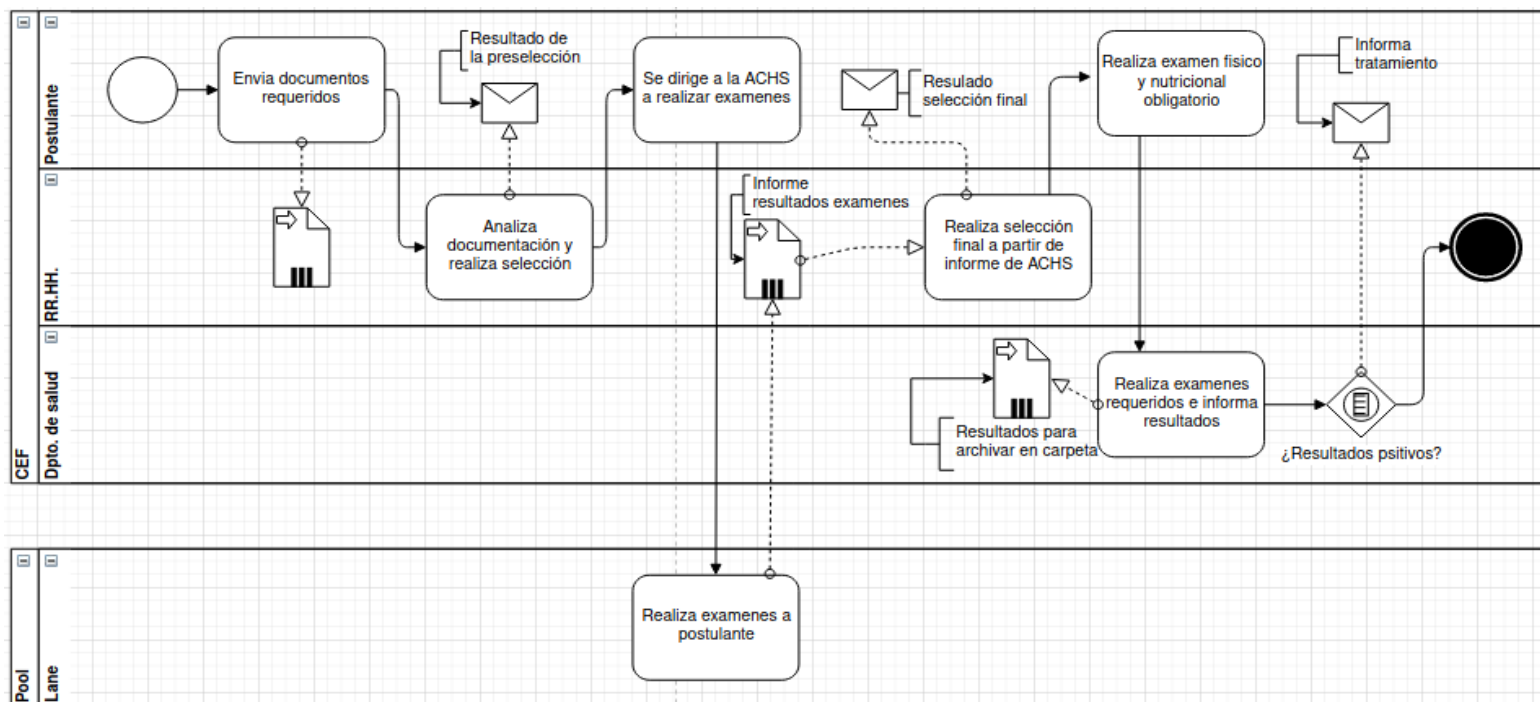 CEF
Postulante
Envia documentos
requeridos
Resultado de
la preselección
Se dirige a la ACHS
a realizar examenes
Resulado
selección final
Realiza examen fisico
y nutricional
obligatorio
Informa
tratamiento
RR.HH.
Analiza
documentación y
realiza selección
Informe
resultados examenes
Realiza selección
final a partir de
informe de ACHS
Dpto. de salud
Resultados para
archivar en carpeta
Realiza examenes
requeridos e informa
resultados
¿Resultados psitivos?
Pool
Lane
Realiza examenes a
postulante